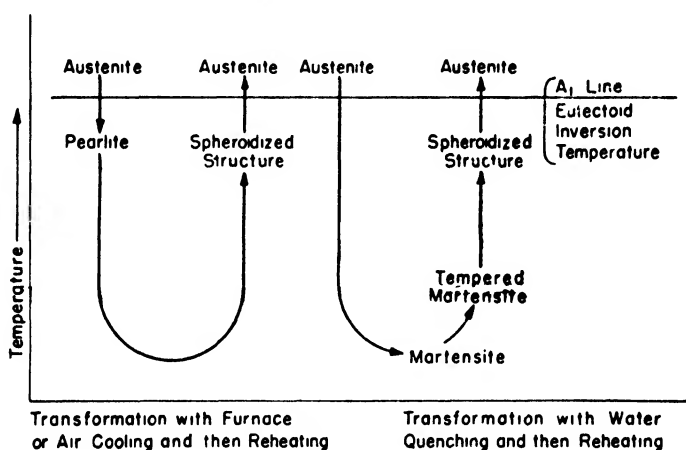 Austenite Austenite Austenite Austenite
A₁ Line
Eutectoid
Inversion
Temperature
Pearlite
Spheroidized
Structure
Spheroidized
Structure
Tempered
Martensite
Martensite
Temperature
Transformation with Furnace
or Air Cooling and then Reheating
Transformation with Water
Quenching and then Reheating